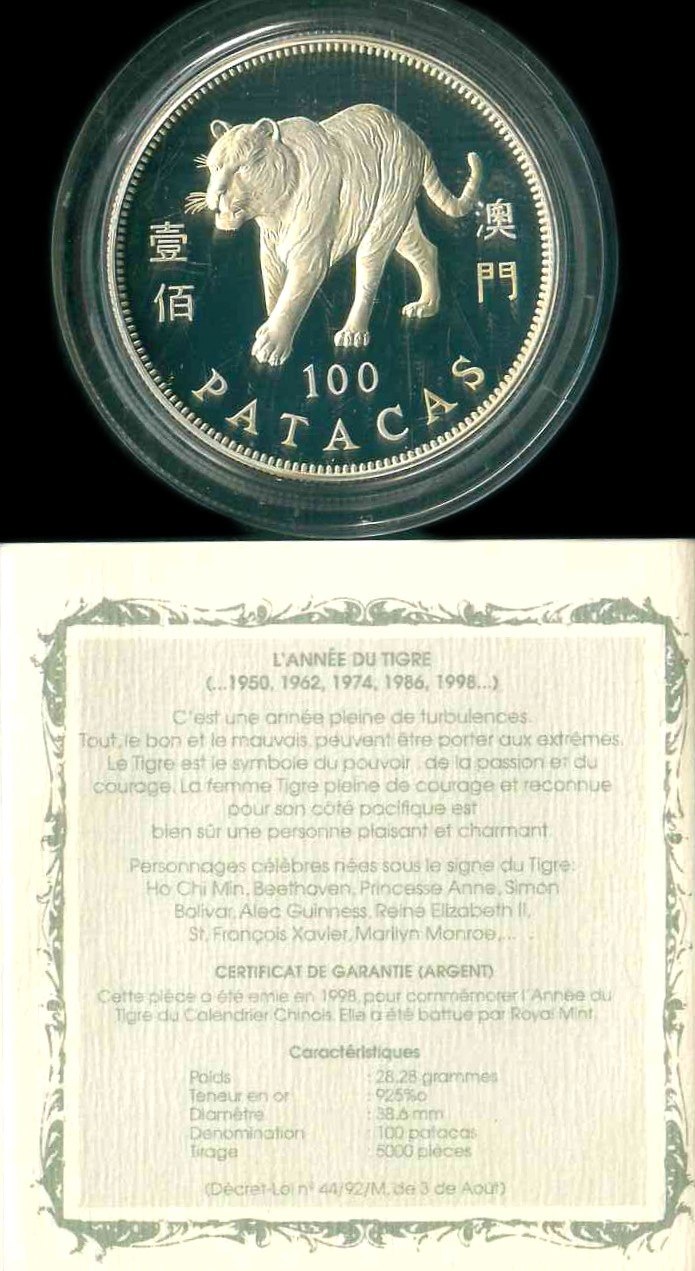 壹佰
澳門
100
PATACAS
L'ANNÉE DU TIGRE
(...1950, 1962, 1974, 1986, 1998...)
C'est une année pleine de turbulences.
Tout, le bon et le mauvais, peuvent être porter aux extrêmes.
Le Tigre est le symbole du pouvoir, de la passion et du
courage. La femme Tigre pleine de courage et reconnue
pour son côté pacifique est
bien sûr une personne plaisant et charmant.
Personnages célèbres nées sous le signe du Tigre:
Ho Chi Min, Beethoven, Princesse Anne, Simon
Bolivar, Alec Guinness, Reine Elizabeth II,
St. François Xavier, Marilyn Monroe,... .
CERTIFICAT DE GARANTIE (ARGENT)
Cette pièce a été emie en 1998, pour commémorer l'Année du
Tigre du Calendrier Chinois. Elle a été battue par Royal Mint.
Caractéristiques
Poids : 28.28 grammes
Teneur en or : 925‰
Diamètre : 38.6 mm
Denomination : 100 patacas
Tirage : 5000 pièces
(Décret-Loi nº 44/92/M, de 3 de Août)